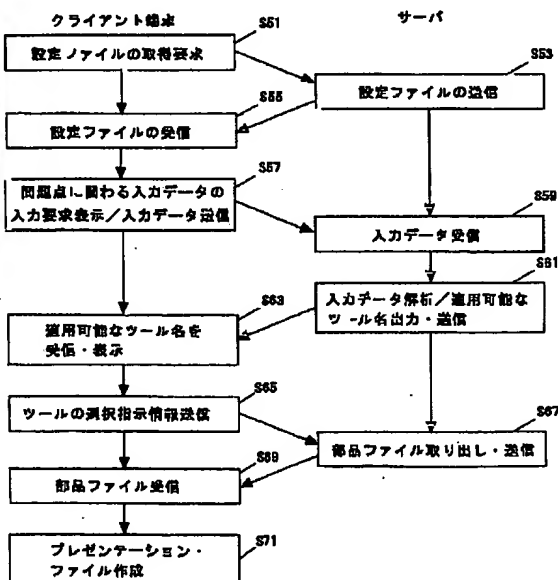 クライアント端末
サーバ
S51
設定ファイルの取得要求
S53
設定ファイルの送信
S55
設定ファイルの受信
S57
問題点に関わる入力データの
入力要求表示/入力データ送信
S59
入力データ受信
S61
入力データ解析/適用可能な
ツール名出力・送信
S63
適用可能なツール名を
受信・表示
S65
ツールの選択指示情報送信
S67
部品ファイル取り出し・送信
S69
部品ファイル受信
S71
プレゼンテーション・
ファイル作成